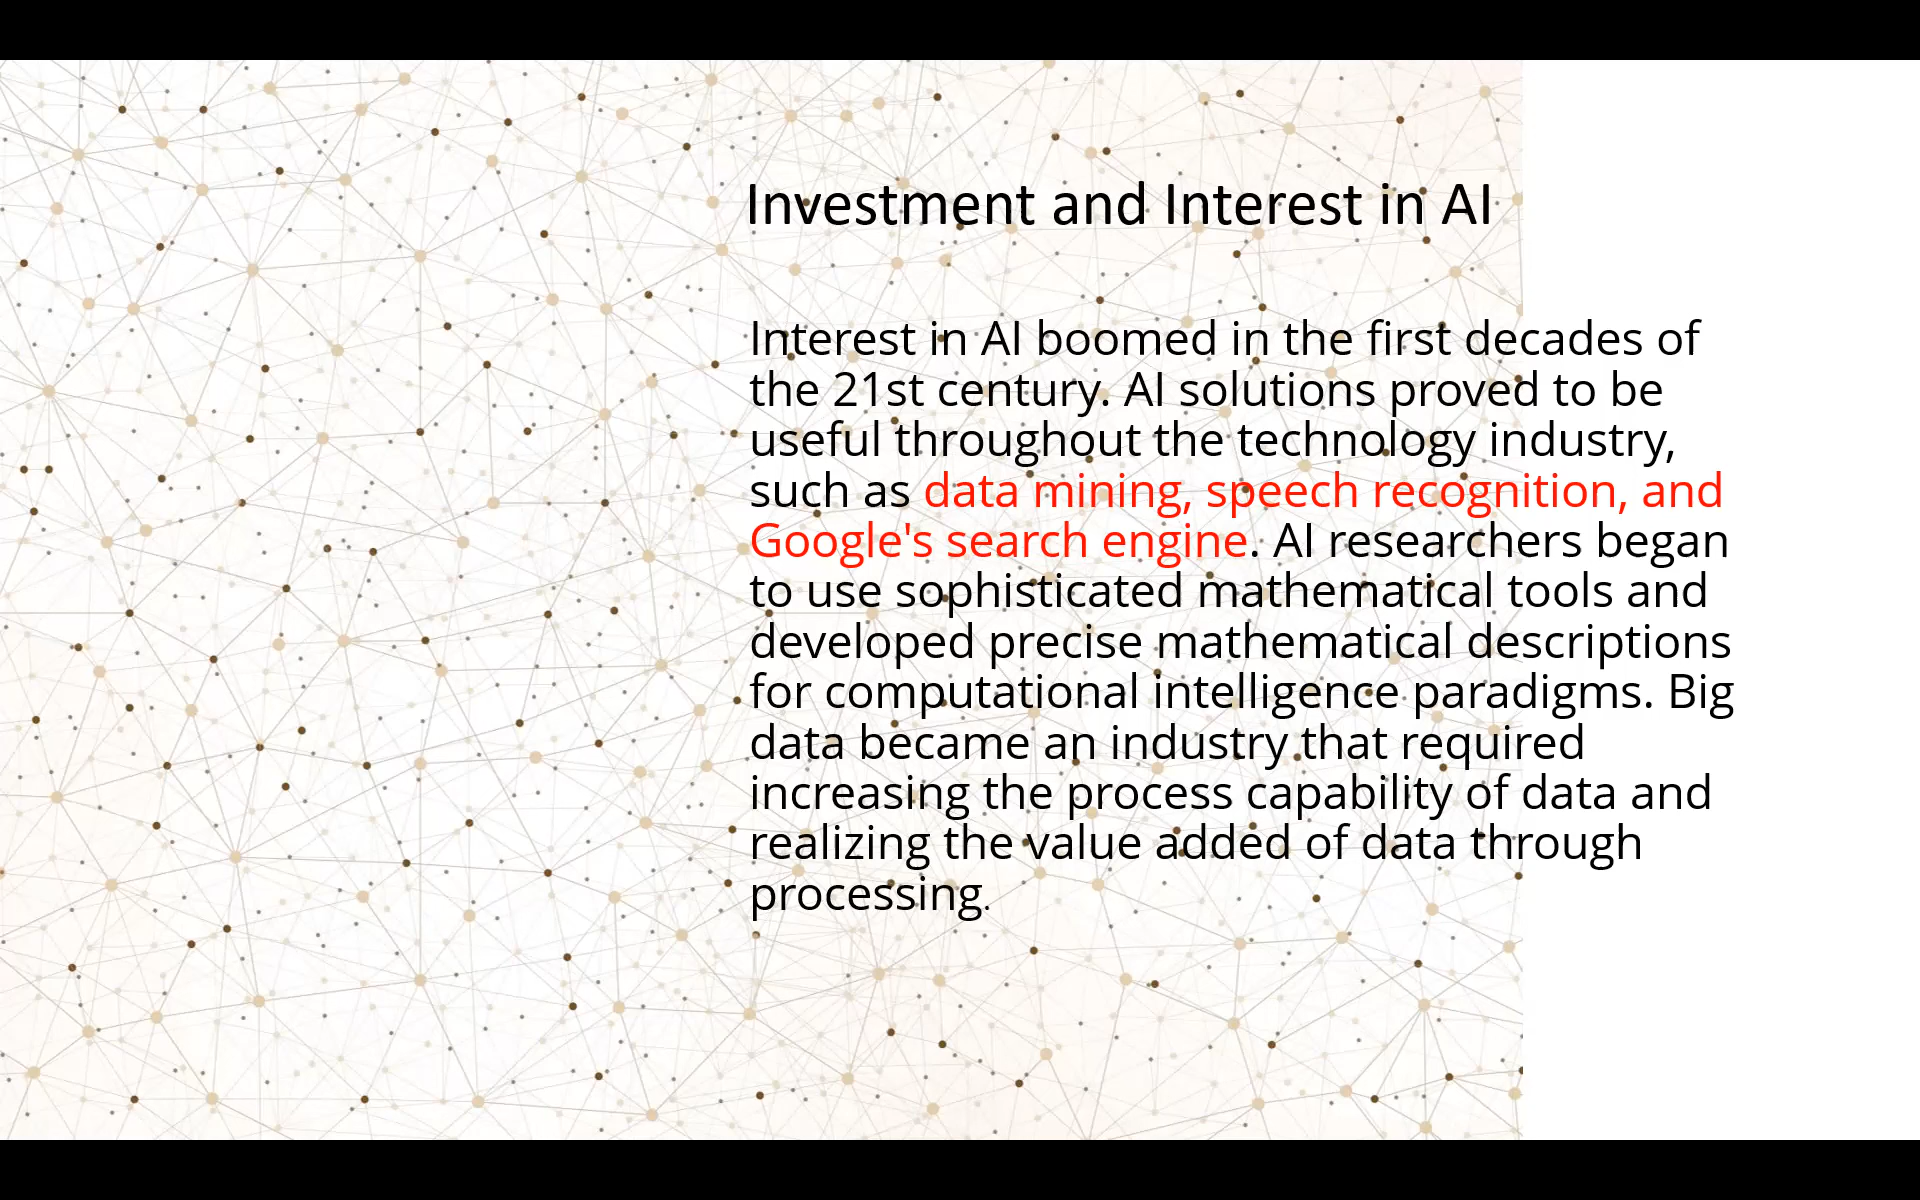 Investment and Interest in AI
Interest in AI boomed in the first decades of
the 21st century. AI solutions proved to be
useful throughout the technology industry,
such as data mining, speech recognition, and
Google's search engine. AI researchers began
to use sophisticated mathematical tools and
developed precise mathematical descriptions
for computational intelligence paradigms. Big
data became an industry that required
increasing the process capability of data and
realizing the value added of data through
processing.